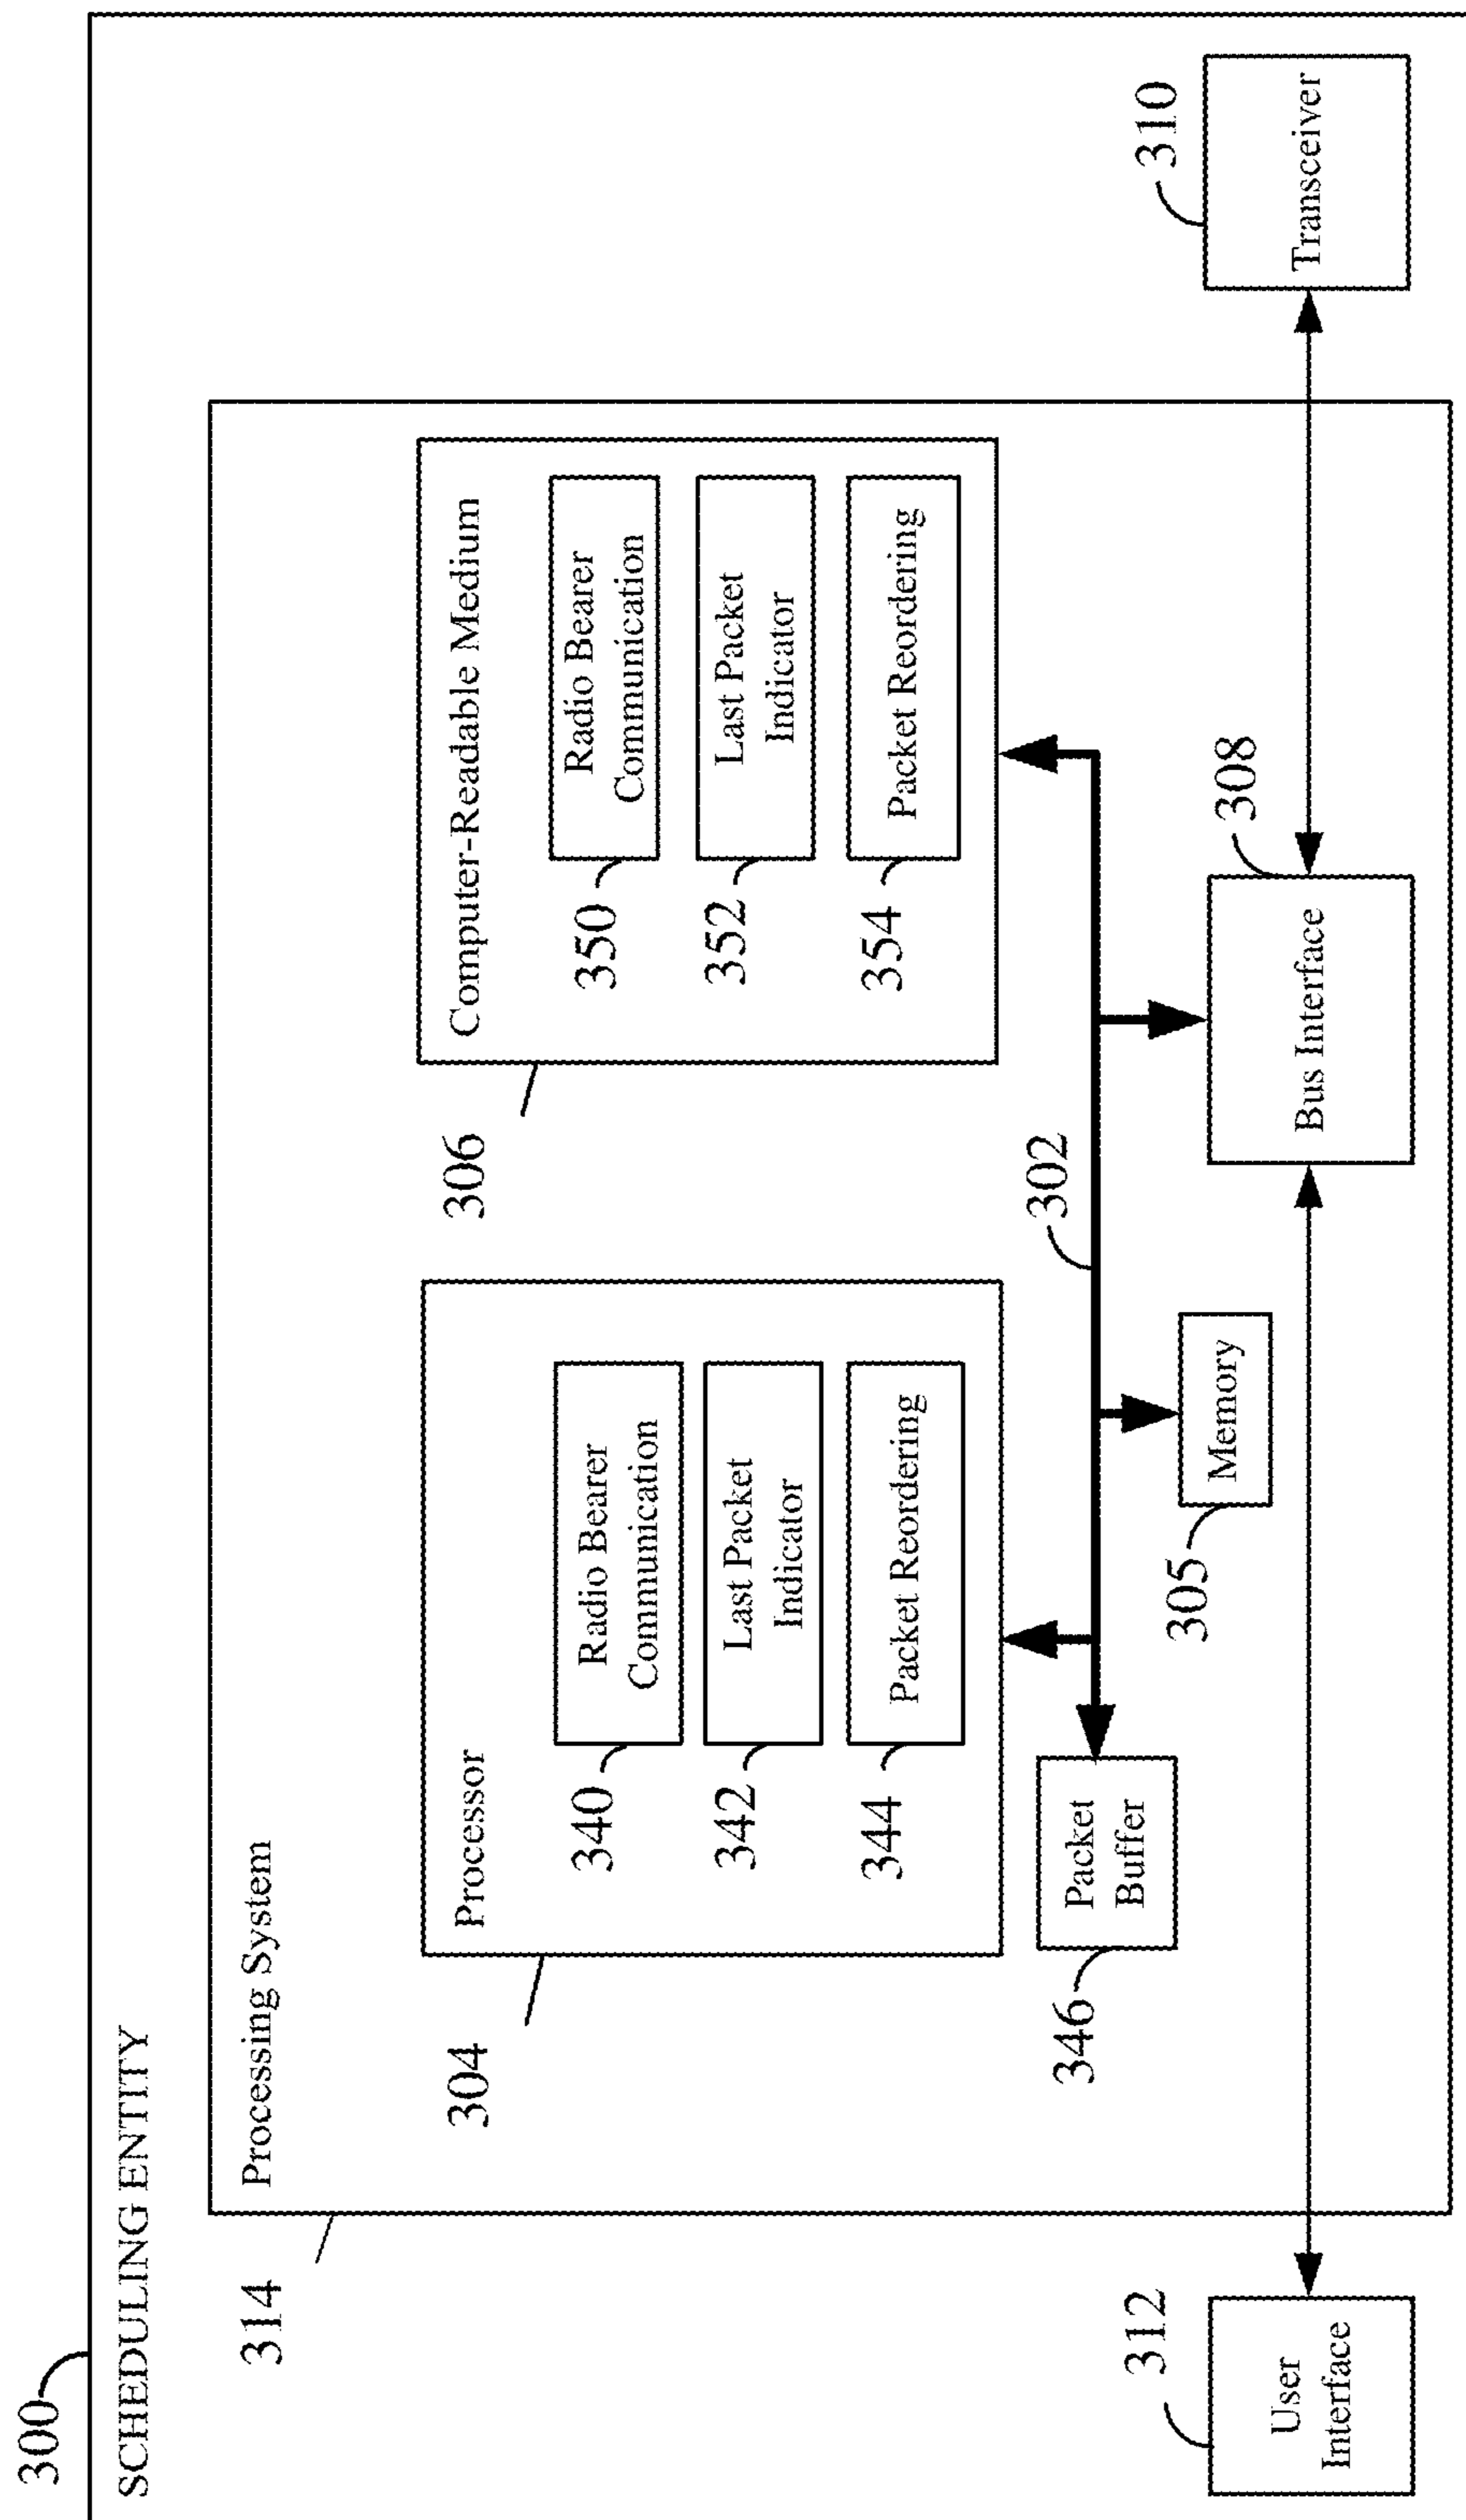 300
SCHEDULING ENTITY
314
Processing System
304
Processor
340
Radio Bearer
Communication
342
Last Packet
Indicator
344
Packet Reordering
306
Computer-Readable Medium
350
Radio Bearer
Communication
352
Last Packet
Indicator
354
Packet Reordering
346
Packet
Buffer
302
305
Memory
308
Bus Interface
312
User
Interface
310
Transceiver